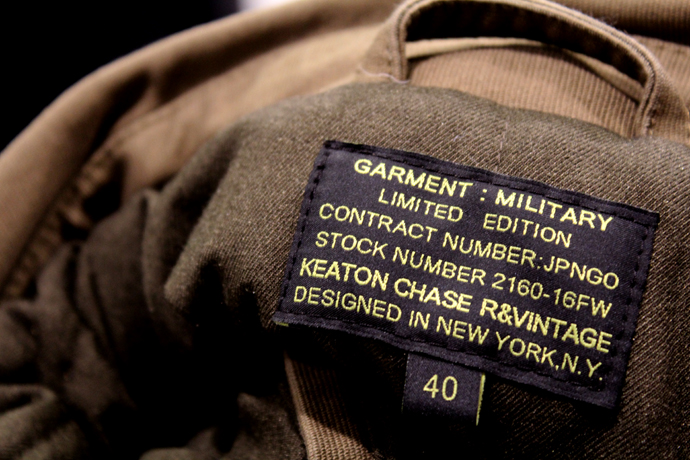 GARMENT : MILITARY
LIMITED EDITION
CONTRACT NUMBER:JPNGO
STOCK NUMBER 2160-16FW
KEATON CHASE R&VINTAGE
DESIGNED IN NEW YORK,N.Y.
40